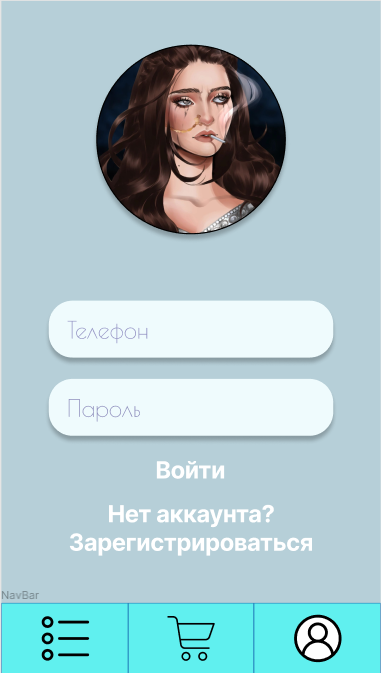 Телефон
Пароль
Войти
Нет аккаунта?
Зарегистрироваться
NavBar